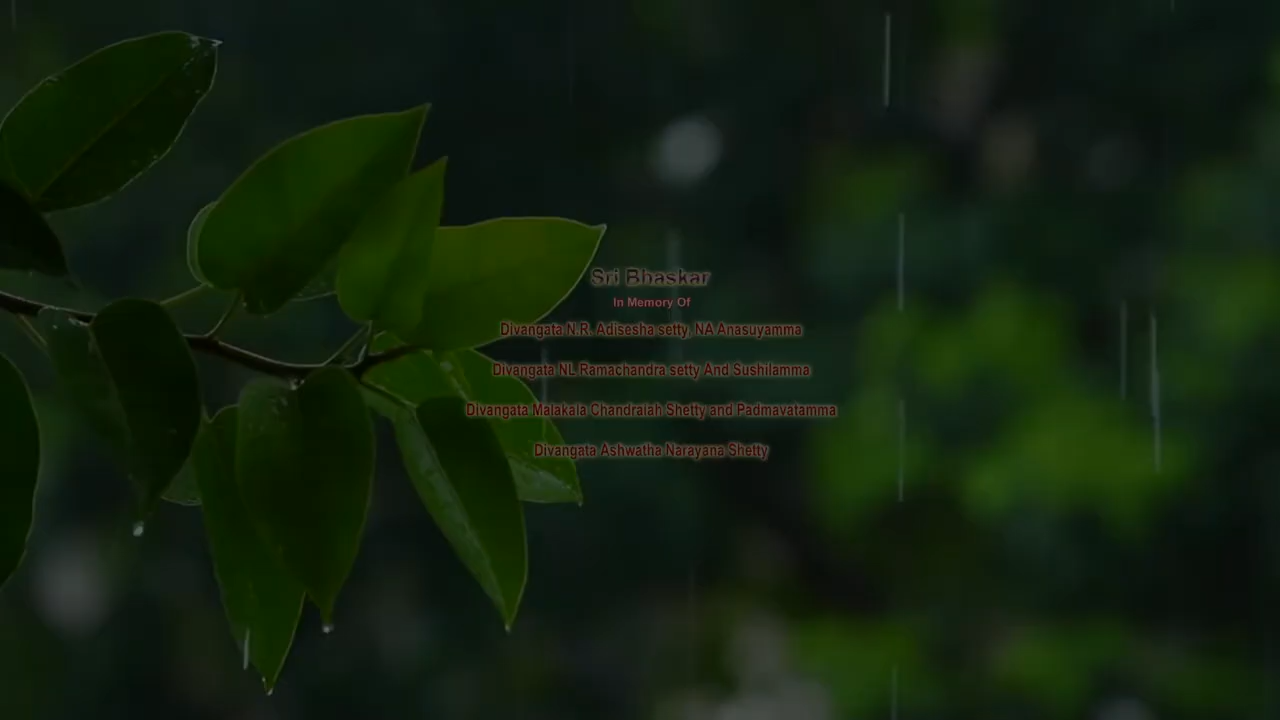 Sri Bhaskar
In Memory Of
Divangata N.R. Adisesha setty, NA Anasuyamma
Divangata NL Ramachandra setty And Sushilamma
Divangata Malakala Chandraiah Shetty and Padmavatamma
Divangata Ashwatha Narayana Shetty